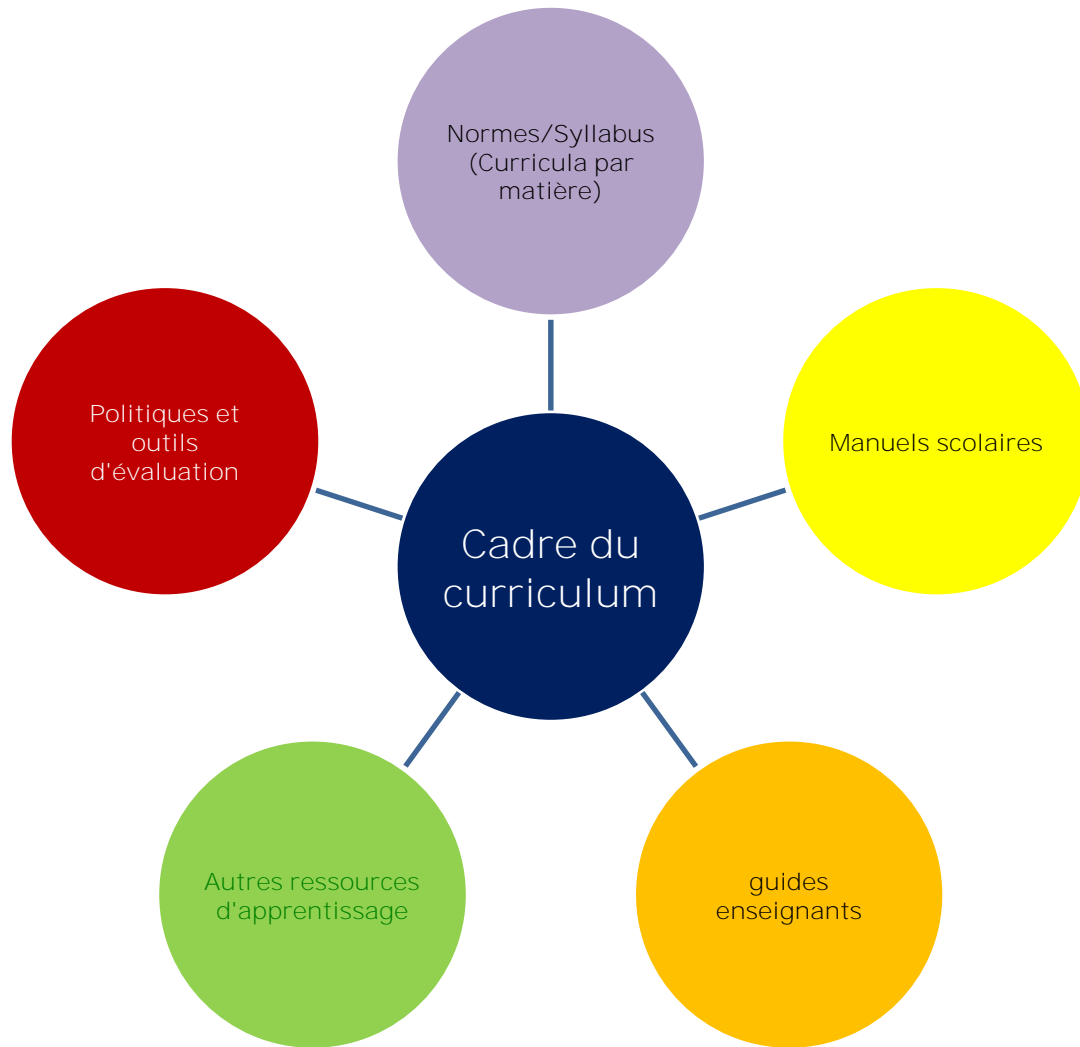 Normes/Syllabus
(Curricula par
matière)
Manuels scolaires
guides
enseignants
Autres ressources
d'apprentissage
Politiques et
outils
d'évaluation
Cadre du
curriculum